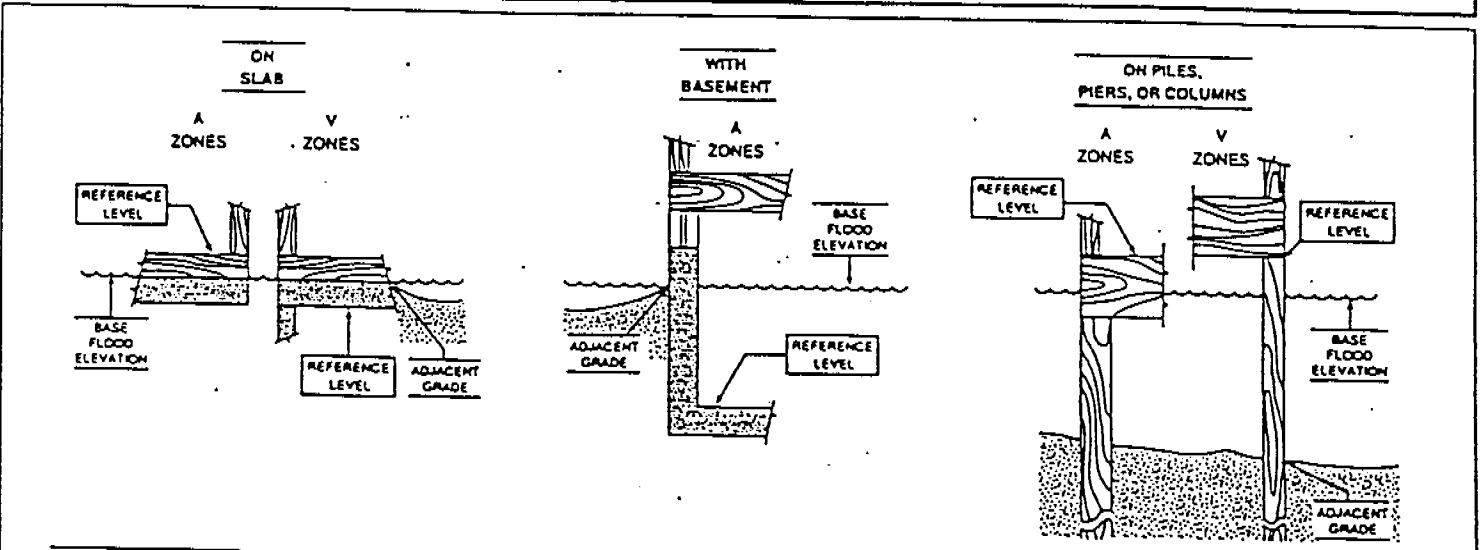 ON
SLAB
A
ZONES
V
ZONES
REFERENCE
LEVEL
BASE
FLOOD
ELEVATION
REFERENCE
LEVEL
ADJACENT
GRADE
WITH
BASEMENT
A
ZONES
BASE
FLOOD
ELEVATION
ADJACENT
GRADE
REFERENCE
LEVEL
ON PILES,
PIERS, OR COLUMNS
A
ZONES
V
ZONES
REFERENCE
LEVEL
REFERENCE
LEVEL
BASE
FLOOD
ELEVATION
ADJACENT
GRADE